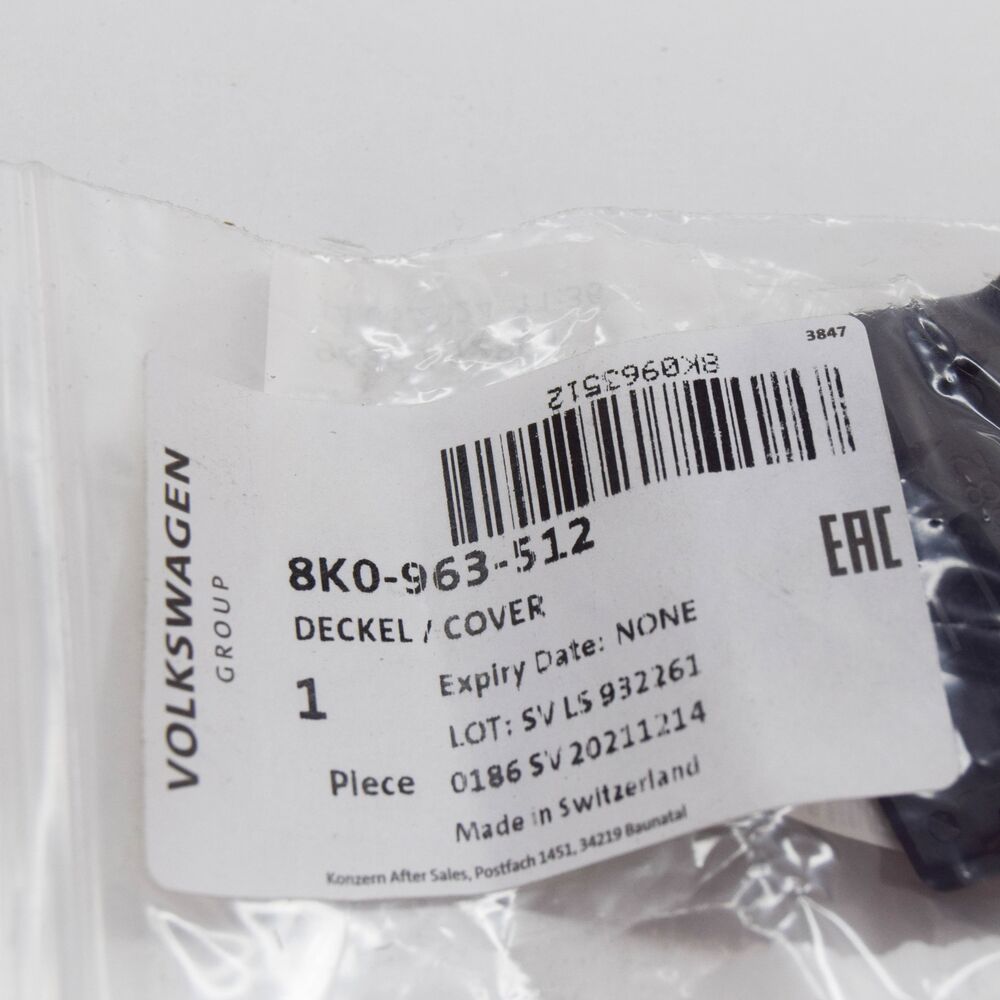 3847
8K0963512
8K0-963-512
DECKEL / COVER
EAC
1
Piece
Expiry Date: NONE
LOT: SV LS 932261
0186 SV 20211214
Made in Switzerland
Konzern After Sales, Postfach 1451, 34219 Baunatal
VOLKSWAGEN
GROUP